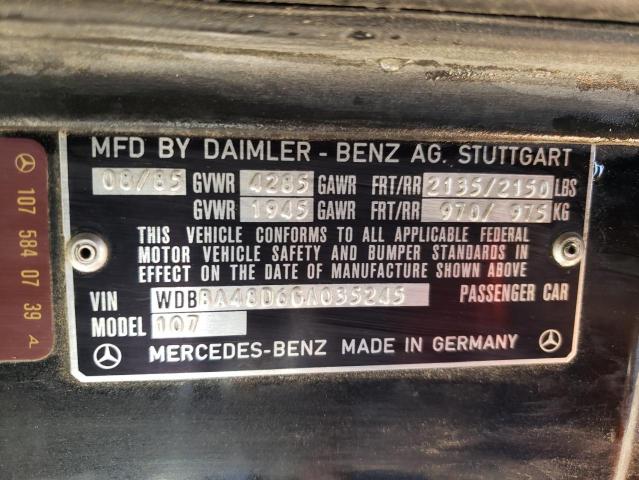 MFD BY DAIMLER - BENZ AG. STUTTGART
08/85 GVWR 4285 GAWR FRT/RR 2135/2150 LBS
GVWR 1945 GAWR FRT/RR 970/ 975 KG
THIS VEHICLE CONFORMS TO ALL APPLICABLE FEDERAL
MOTOR VEHICLE SAFETY AND BUMPER STANDARDS IN
EFFECT ON THE DATE OF MANUFACTURE SHOWN ABOVE
VIN WDBBA48D6GA035245 PASSENGER CAR
MODEL 107
MERCEDES-BENZ MADE IN GERMANY
107 584 07 39 A